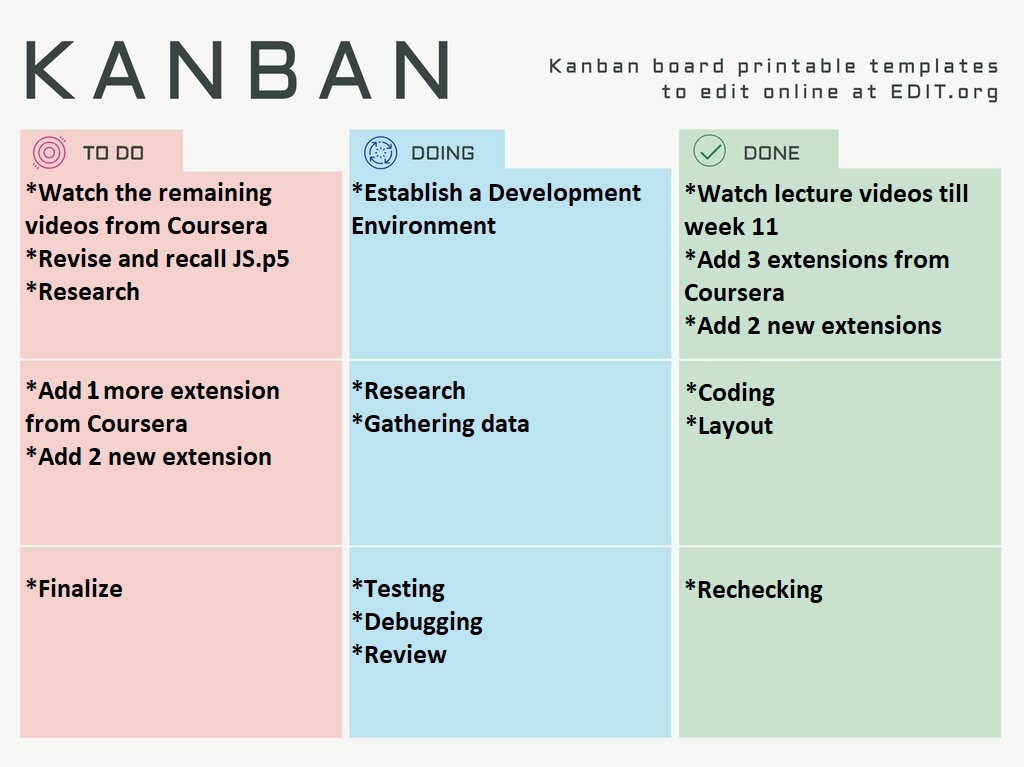 KANBAN
Kanban board printable templates
to edit online at EDIT.org
TO DO
*Watch the remaining
videos from Coursera
*Revise and recall JS.p5
*Research
*Add 1 more extension
from Coursera
*Add 2 new extension
*Finalize
DOING
*Establish a Development
Environment
*Research
*Gathering data
*Testing
*Debugging
*Review
DONE
*Watch lecture videos till
week 11
*Add 3 extensions from
Coursera
*Add 2 new extensions
*Coding
*Layout
*Rechecking